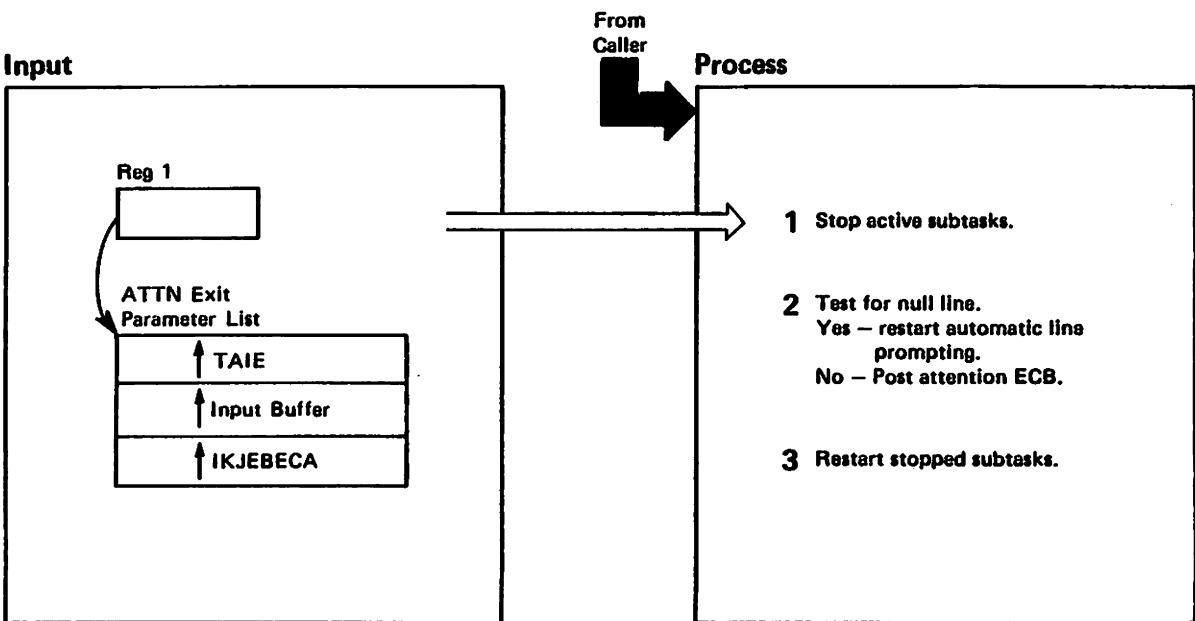 From
Caller
Input
Process
Reg 1
1 Stop active subtasks.
ATTN Exit
Parameter List
TAIE
Input Buffer
IKJEBECA
2 Test for null line.
Yes — restart automatic line
prompting.
No — Post attention ECB.
3 Restart stopped subtasks.